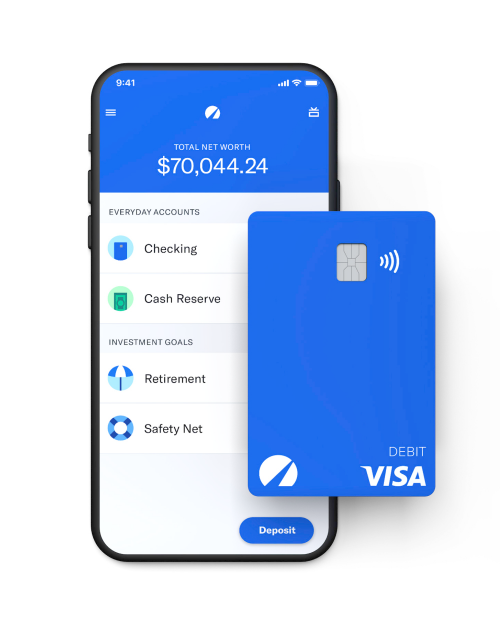 9:41
TOTAL NET WORTH
$70,044.24
EVERYDAY ACCOUNTS
Checking
Cash Reserve
INVESTMENT GOALS
Retirement
Safety Net
Deposit
DEBIT
VISA